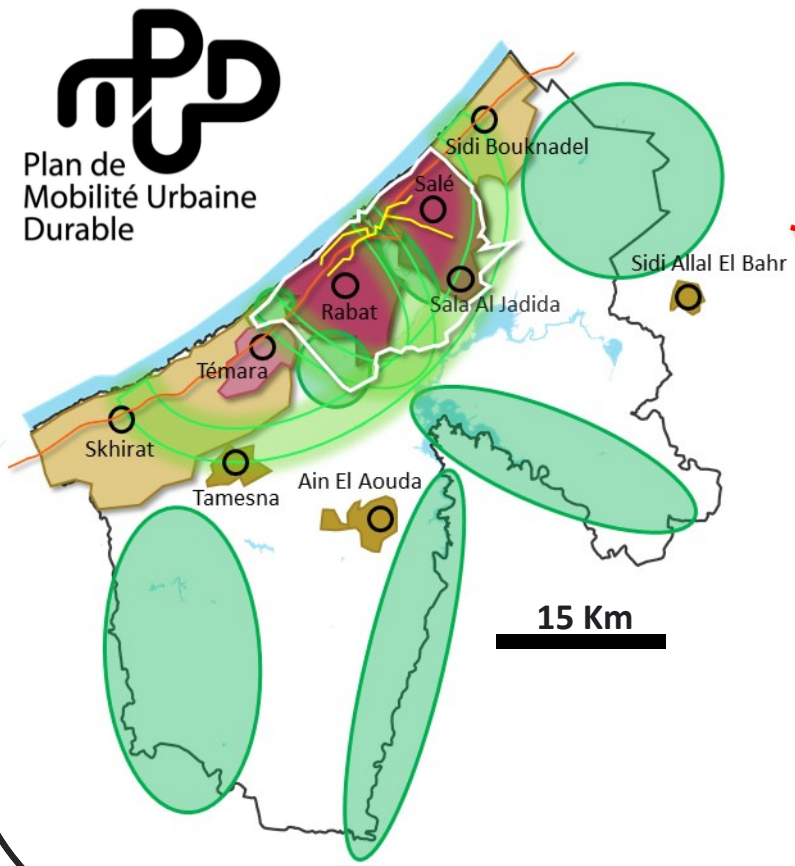 mPUD
Plan de
Mobilité Urbaine
Durable
Sidi Bouknadel
Salé
Sidi Allal El Bahr
Sala Al Jadida
Rabat
Témara
Skhirat
Tamesna
Ain El Aouda
15 Km